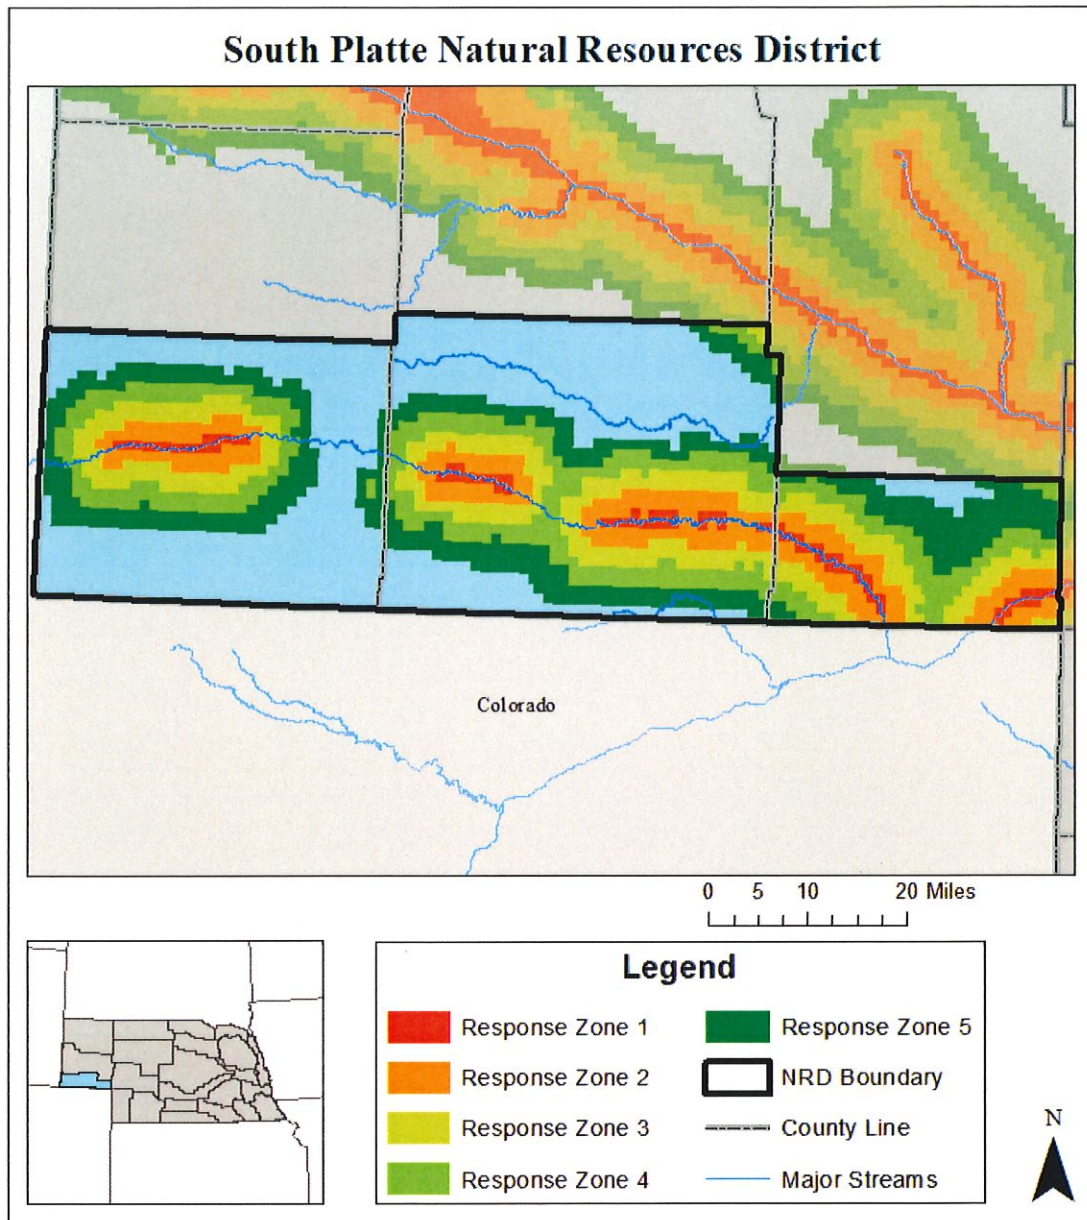 South Platte Natural Resources District
Colorado
0 5 10 20 Miles
Legend
Response Zone 1
Response Zone 2
Response Zone 3
Response Zone 4
Response Zone 5
NRD Boundary
County Line
Major Streams
N